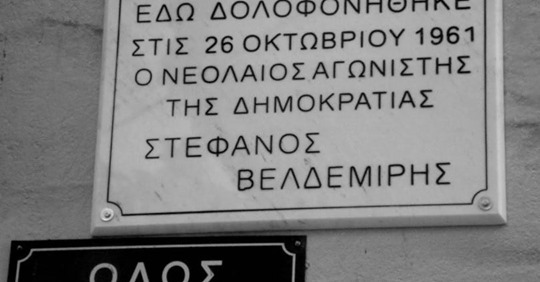 ΕΔΩ ΔΟΛΟΦΟΝΗΘΗΚΕ
ΣΤΙΣ 26 ΟΚΤΩΒΡΙΟΥ 1961
Ο ΝΕΟΛΑΙΟΣ ΑΓΩΝΙΣΤΗΣ
ΤΗΣ ΔΗΜΟΚΡΑΤΙΑΣ
ΣΤΕΦΑΝΟΣ
ΒΕΛΔΕΜΙΡΗΣ
ΟΔΟΣ